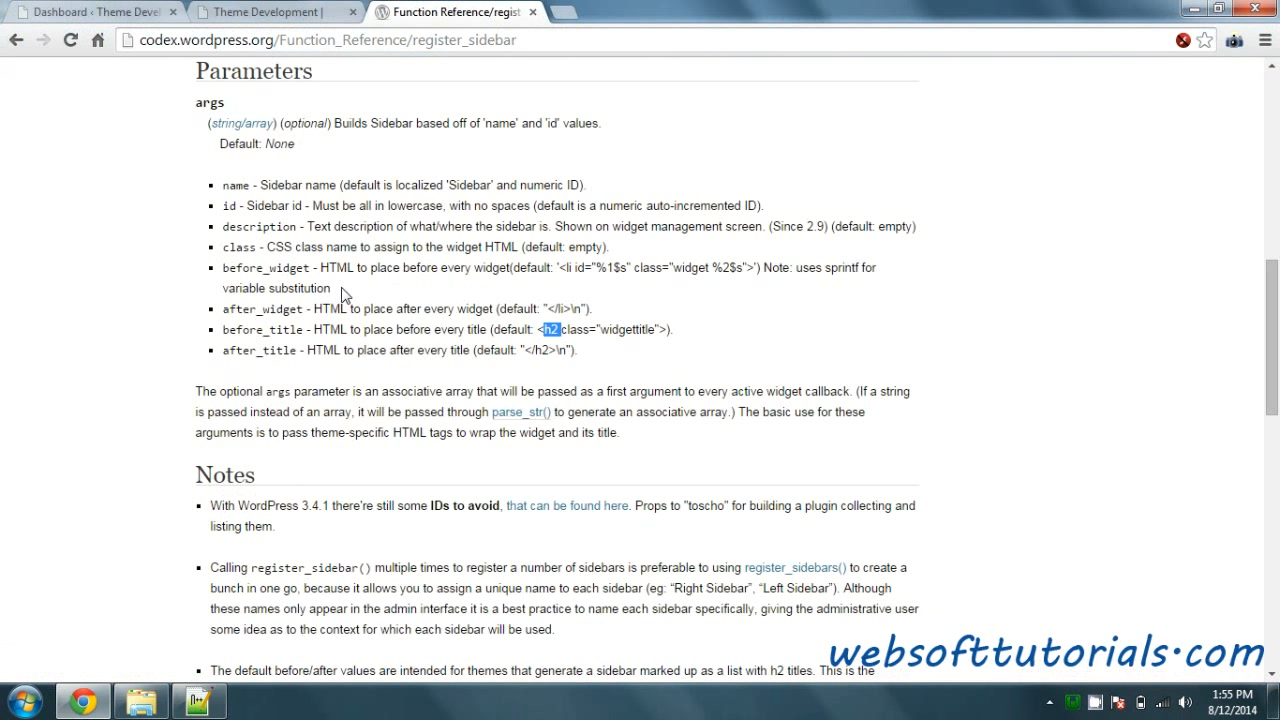 Dashboard ‹ Theme Devel
Theme Development |
Function Reference/regist
codex.wordpress.org/Function_Reference/register_sidebar
Parameters
args
(string/array) (optional) Builds Sidebar based off of 'name' and 'id' values.
Default: None
name - Sidebar name (default is localized 'Sidebar' and numeric ID).
id - Sidebar id - Must be all in lowercase, with no spaces (default is a numeric auto-incremented ID).
description - Text description of what/where the sidebar is. Shown on widget management screen. (Since 2.9) (default: empty)
class - CSS class name to assign to the widget HTML (default: empty).
before_widget - HTML to place before every widget(default: '<li id="%1$s" class="widget %2$s">') Note: uses sprintf for
variable substitution
after_widget - HTML to place after every widget (default: "</li>\n").
before_title - HTML to place before every title (default: <h2 class="widgettitle">).
after_title - HTML to place after every title (default: "</h2>\n").
The optional args parameter is an associative array that will be passed as a first argument to every active widget callback. (If a string
is passed instead of an array, it will be passed through parse_str() to generate an associative array.) The basic use for these
arguments is to pass theme-specific HTML tags to wrap the widget and its title.
Notes
With WordPress 3.4.1 there're still some IDs to avoid, that can be found here. Props to "toscho" for building a plugin collecting and
listing them.
Calling register_sidebar() multiple times to register a number of sidebars is preferable to using register_sidebars() to create a
bunch in one go, because it allows you to assign a unique name to each sidebar (eg: “Right Sidebar”, “Left Sidebar”). Although
these names only appear in the admin interface it is a best practice to name each sidebar specifically, giving the administrative user
some idea as to the context for which each sidebar will be used.
The default before/after values are intended for themes that generate a sidebar marked up as a list with h2 titles. This is the
websofttutorials.com
1:55 PM
8/12/2014